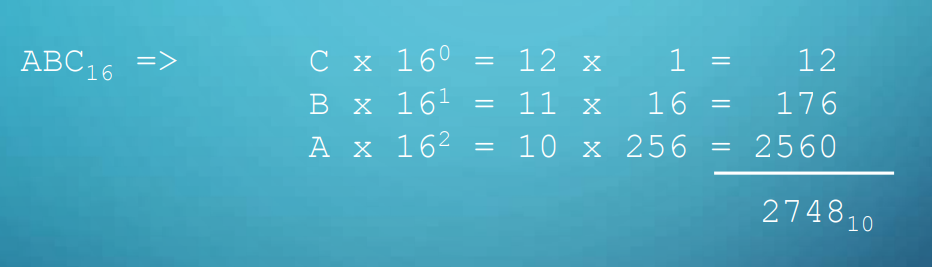 ABC₁₆ => C x 16⁰ = 12 x 1 = 12
B x 16¹ = 11 x 16 = 176
A x 16² = 10 x 256 = 2560
2748₁₀